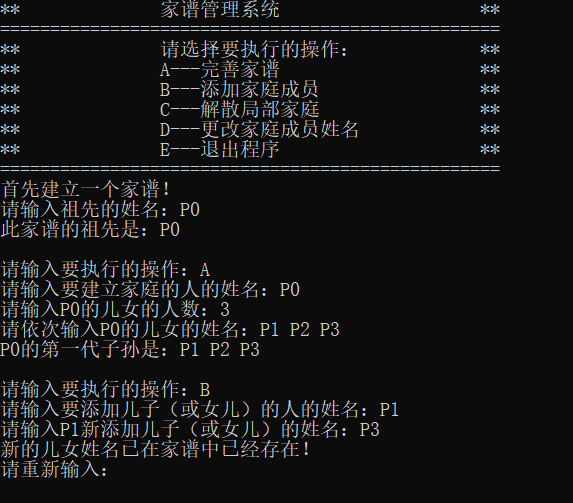 ** 家谱管理系统 **
==================================================
** 请选择要执行的操作： **
** A---完善家谱 **
** B---添加家庭成员 **
** C---解散局部家庭 **
** D---更改家庭成员姓名 **
** E---退出程序 **
==================================================
首先建立一个家谱！
请输入祖先的姓名：P0
此家谱的祖先是：P0
请输入要执行的操作：A
请输入要建立家庭的人的姓名：P0
请输入P0的儿女的人数：3
请依次输入P0的儿女的姓名：P1 P2 P3
P0的第一代子孙是：P1 P2 P3
请输入要执行的操作：B
请输入要添加儿子（或女儿）的人的姓名：P1
请输入P1新添加儿子（或女儿）的姓名：P3
新的儿女姓名已在家谱中已经存在！
请重新输入：